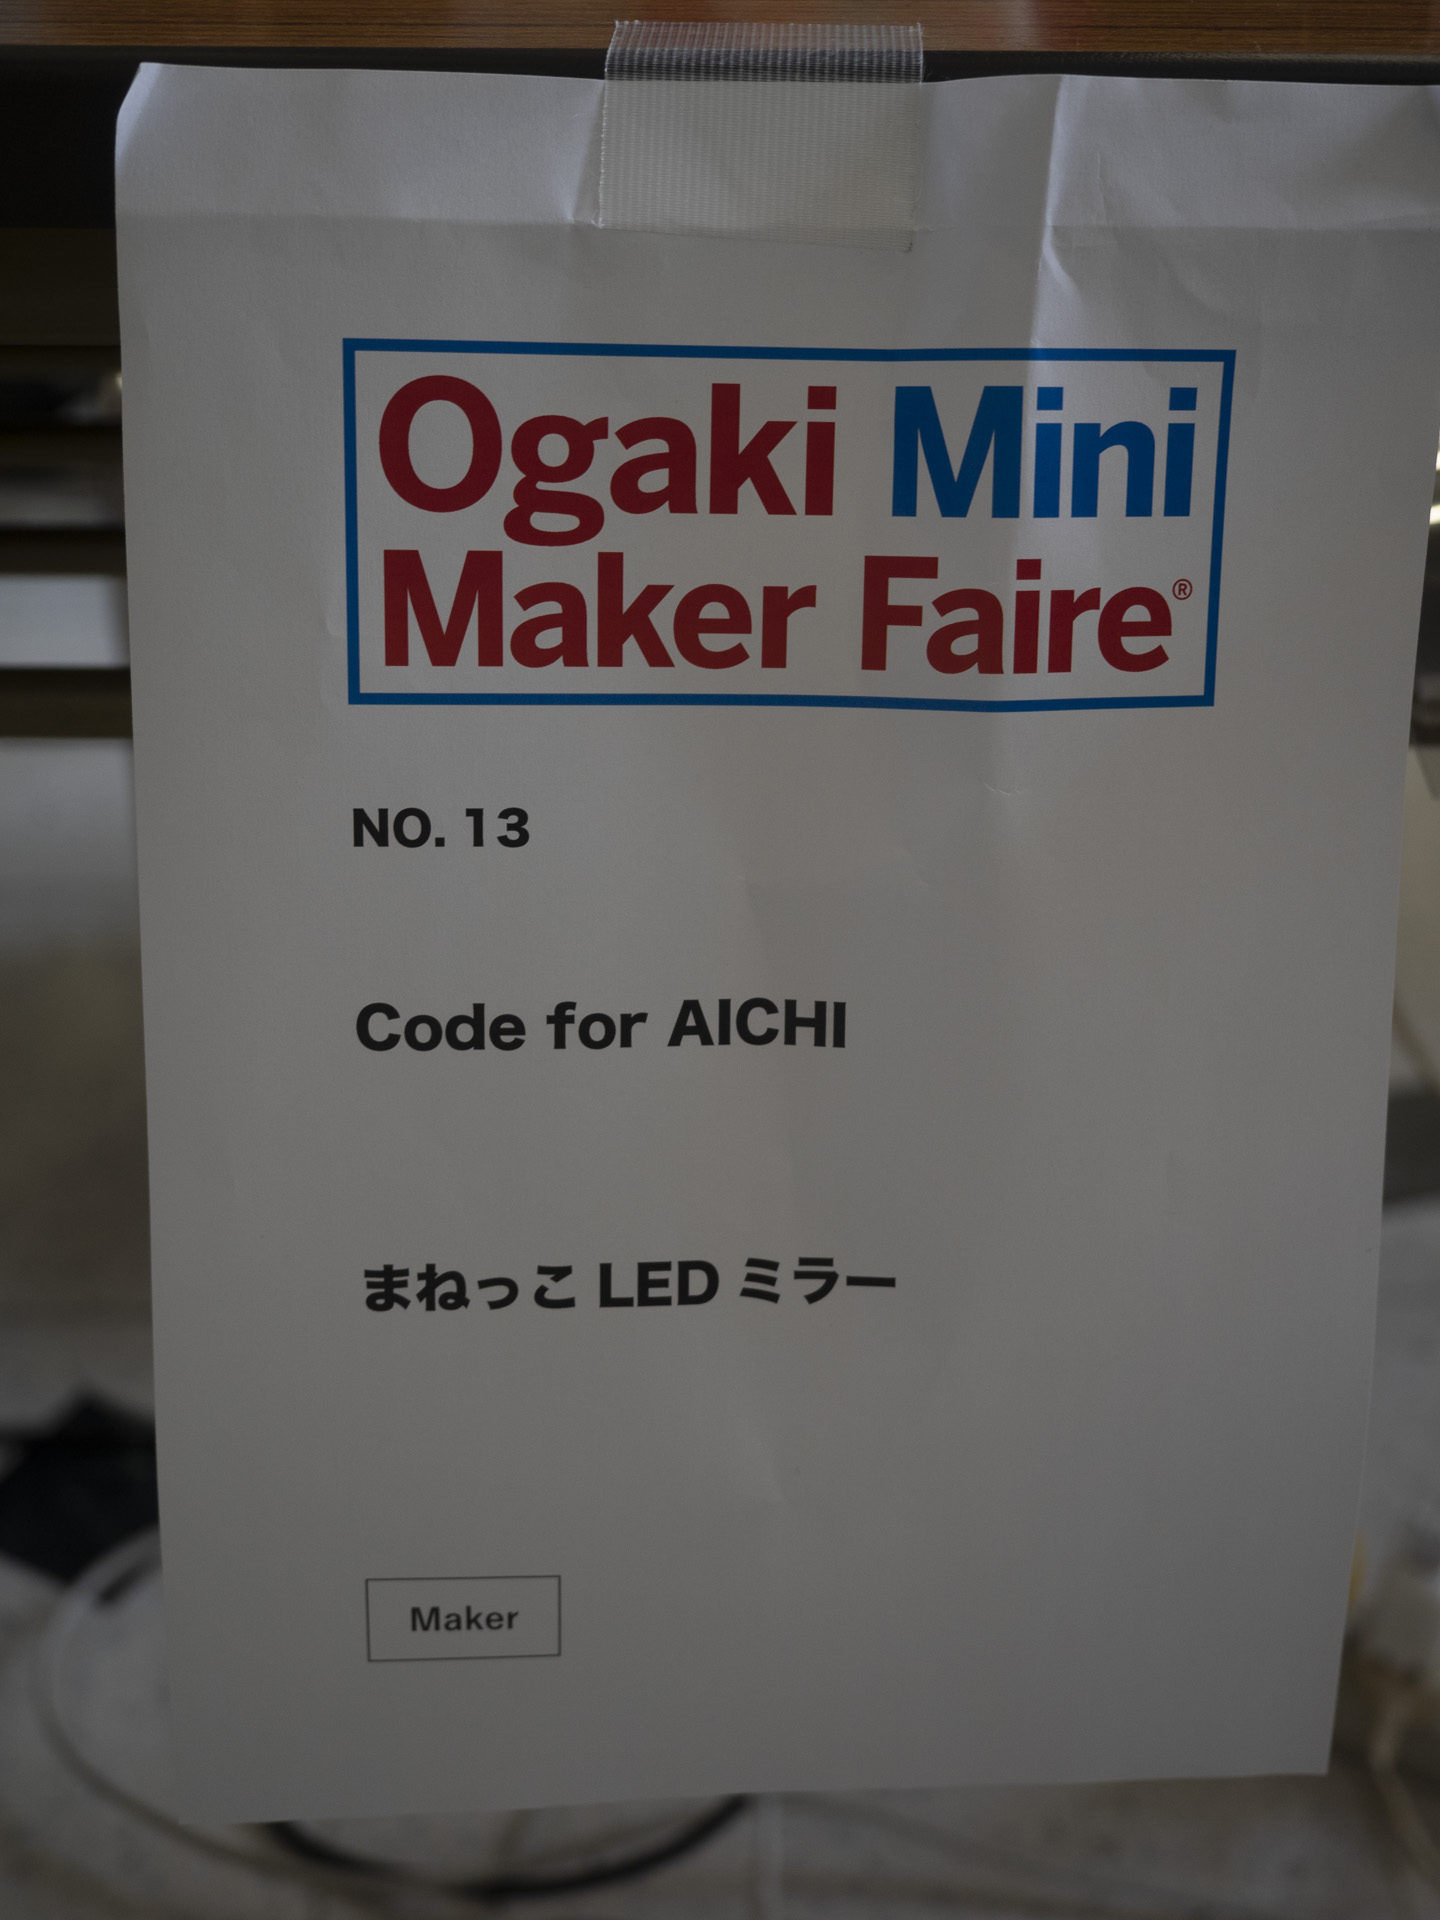 Ogaki Mini
Maker Faire®
NO. 13
Code for AICHI
まねっこ LED ミラー
Maker